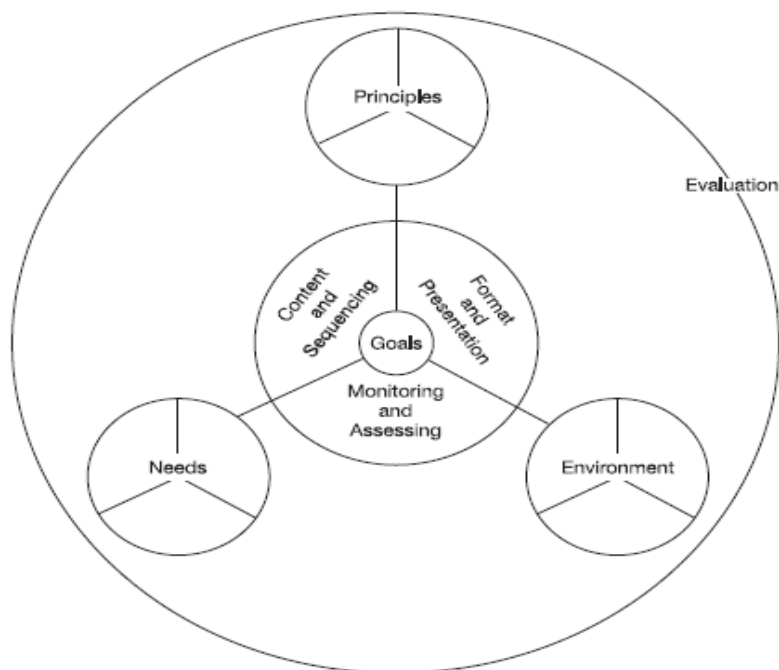 Principles
Evaluation
Content
and
Sequencing
Format
and
Presentation
Goals
Monitoring
and
Assessing
Needs
Environment